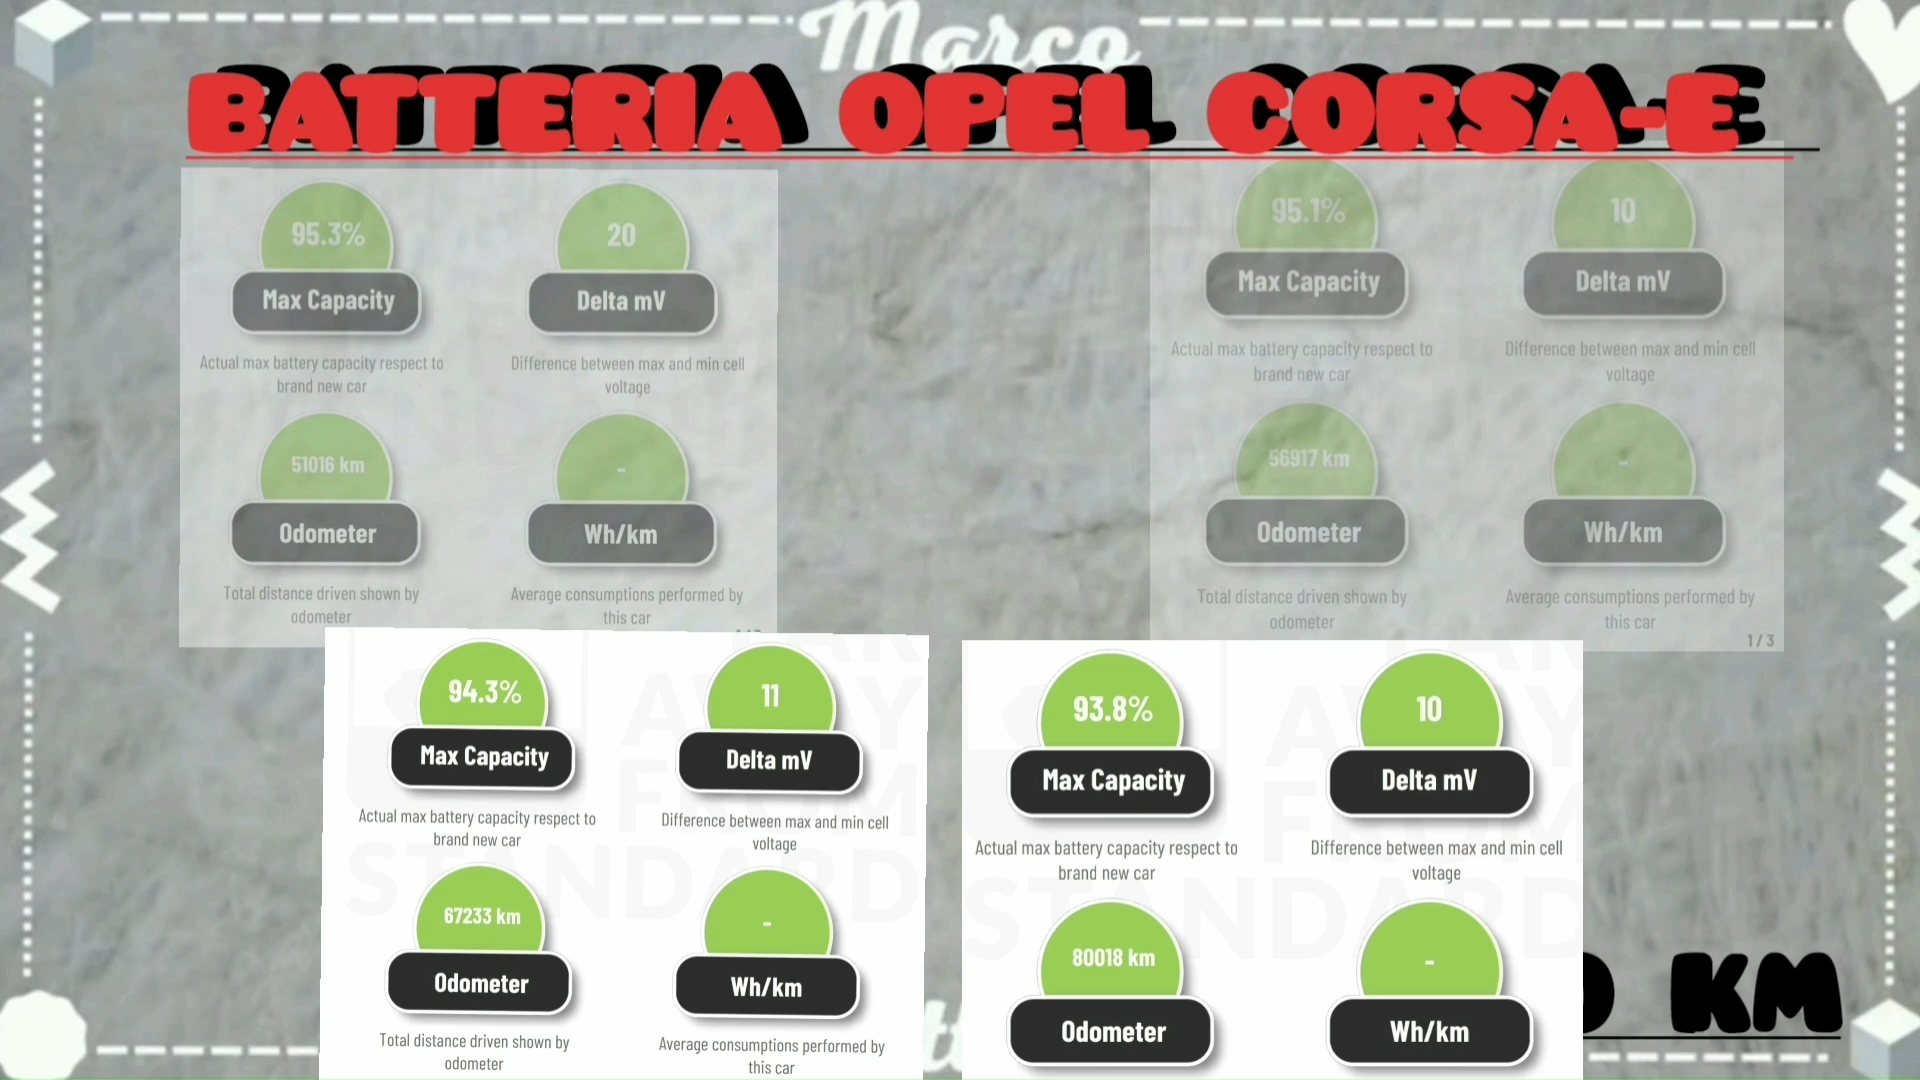 Marco
BATTERIA OPEL CORSA-E
95.3%
Max Capacity
Actual max battery capacity respect to
brand new car
20
Delta mV
Difference between max and min cell
voltage
51016 km
Odometer
Total distance driven shown by
odometer
-
Wh/km
Average consumptions performed by
this car
95.1%
Max Capacity
Actual max battery capacity respect to
brand new car
10
Delta mV
Difference between max and min cell
voltage
56917 km
Odometer
Total distance driven shown by
odometer
-
Wh/km
Average consumptions performed by
this car
1 / 3
94.3%
Max Capacity
Actual max battery capacity respect to
brand new car
11
Delta mV
Difference between max and min cell
voltage
67233 km
Odometer
Total distance driven shown by
odometer
-
Wh/km
Average consumptions performed by
this car
AWAY
FROM
STANDARD
93.8%
Max Capacity
Actual max battery capacity respect to
brand new car
10
Delta mV
Difference between max and min cell
voltage
80018 km
Odometer
-
Wh/km
AWAY
FROM
STANDARD
KM